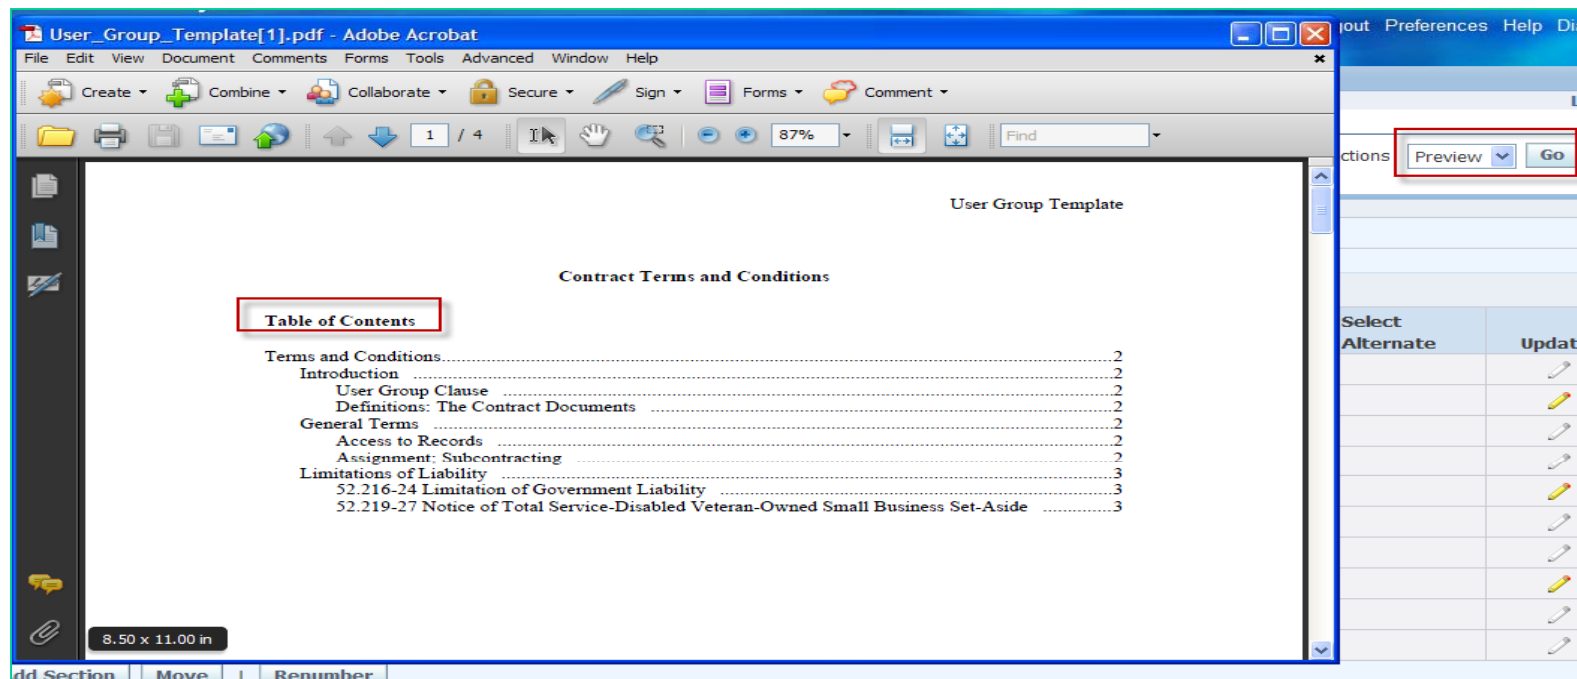 User_Group_Template[1].pdf - Adobe Acrobat
out Preferences Help
File Edit View Document Comments Forms Tools Advanced Window Help
Create Combine Collaborate Secure Sign Forms Comment
1 / 4 87% Find
ctions Preview Go
User Group Template
Contract Terms and Conditions
Table of Contents
Terms and Conditions 2
Introduction 2
User Group Clause 2
Definitions: The Contract Documents 2
General Terms 2
Access to Records 2
Assignment; Subcontracting 2
Limitations of Liability 3
52.216-24 Limitation of Government Liability 3
52.219-27 Notice of Total Service-Disabled Veteran-Owned Small Business Set-Aside 3
Select
Alternate Updat
8.50 x 11.00 in
dd Section Move | Renumber